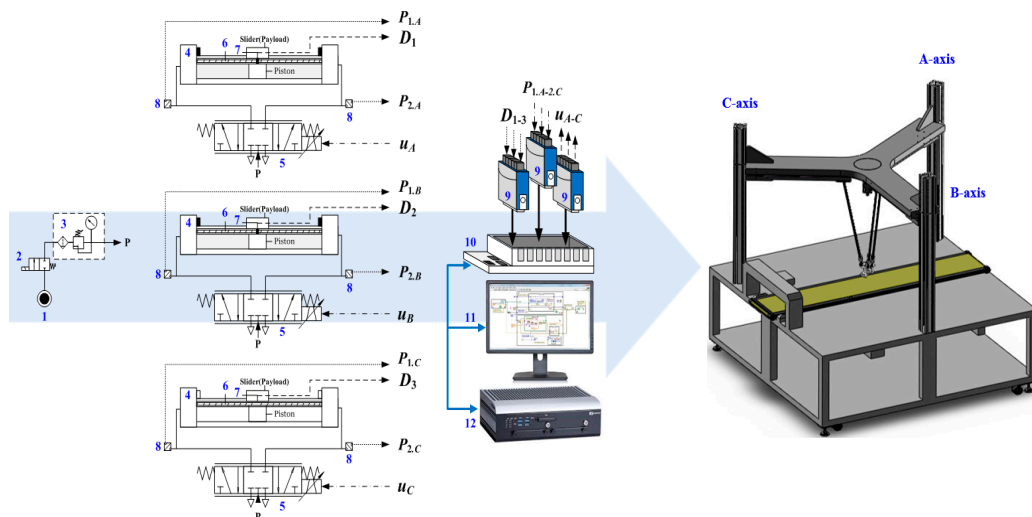 P1.A
Slider(Payload)
4
6
7
D1
Piston
8
P2.A
8
uA
5
P
P1.B
Slider(Payload)
4
6
7
D2
Piston
8
P2.B
8
uB
5
P
P1.C
Slider(Payload)
4
6
7
D3
Piston
8
P2.C
8
uC
5
P
3
2
P
1
P1.A-2.C
D1-3
uA-C
9
9
9
10
11
12
A-axis
C-axis
B-axis